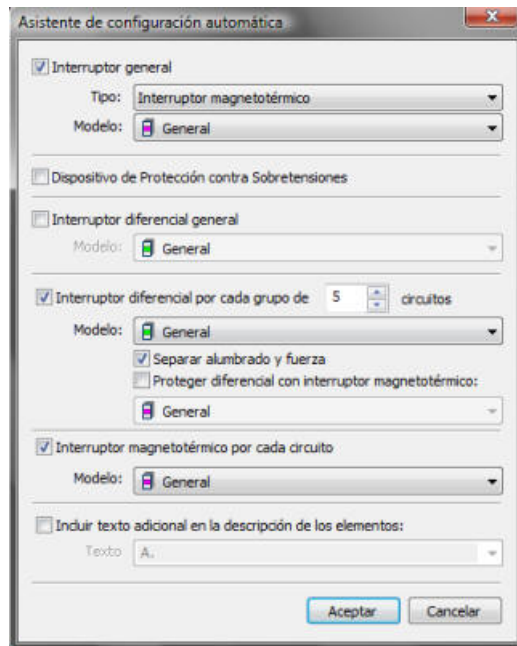 Asistente de configuración automática
Interruptor general
Tipo: Interruptor magnetotérmico
Modelo: General
Dispositivo de Protección contra Sobretensiones
Interruptor diferencial general
Modelo: General
Interruptor diferencial por cada grupo de 5 circuitos
Modelo: General
Separar alumbrado y fuerza
Proteger diferencial con interruptor magnetotérmico:
General
Interruptor magnetotérmico por cada circuito
Modelo: General
Incluir texto adicional en la descripción de los elementos:
Texto A.
Aceptar Cancelar